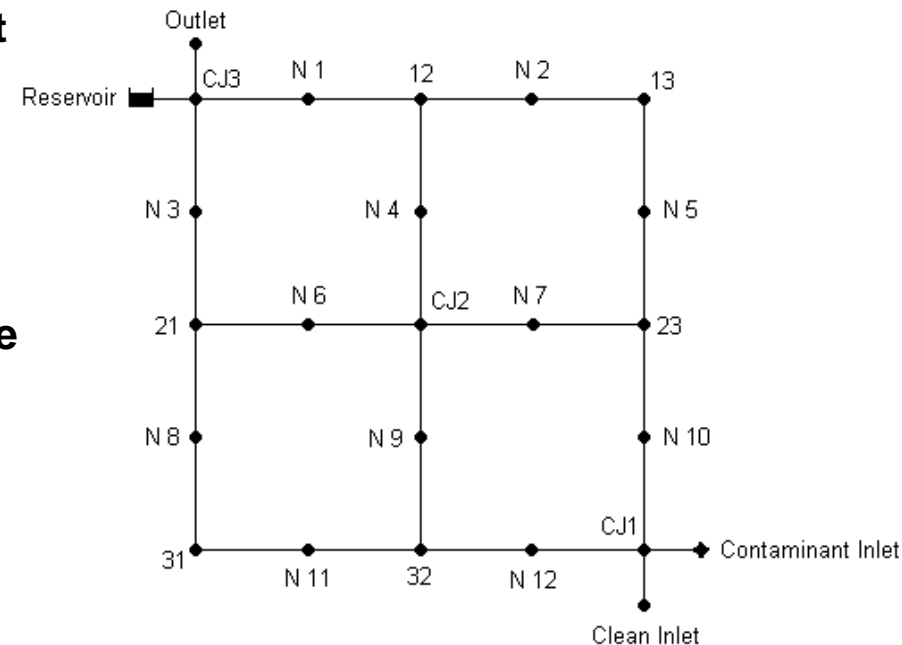 t
Outlet
CJ3
N 1
12
N 2
13
Reservoir
N 3
N 4
N 5
N 6
CJ2
N 7
e
21
23
N 8
N 9
N 10
CJ1
31
N 11
32
N 12
Contaminant Inlet
Clean Inlet